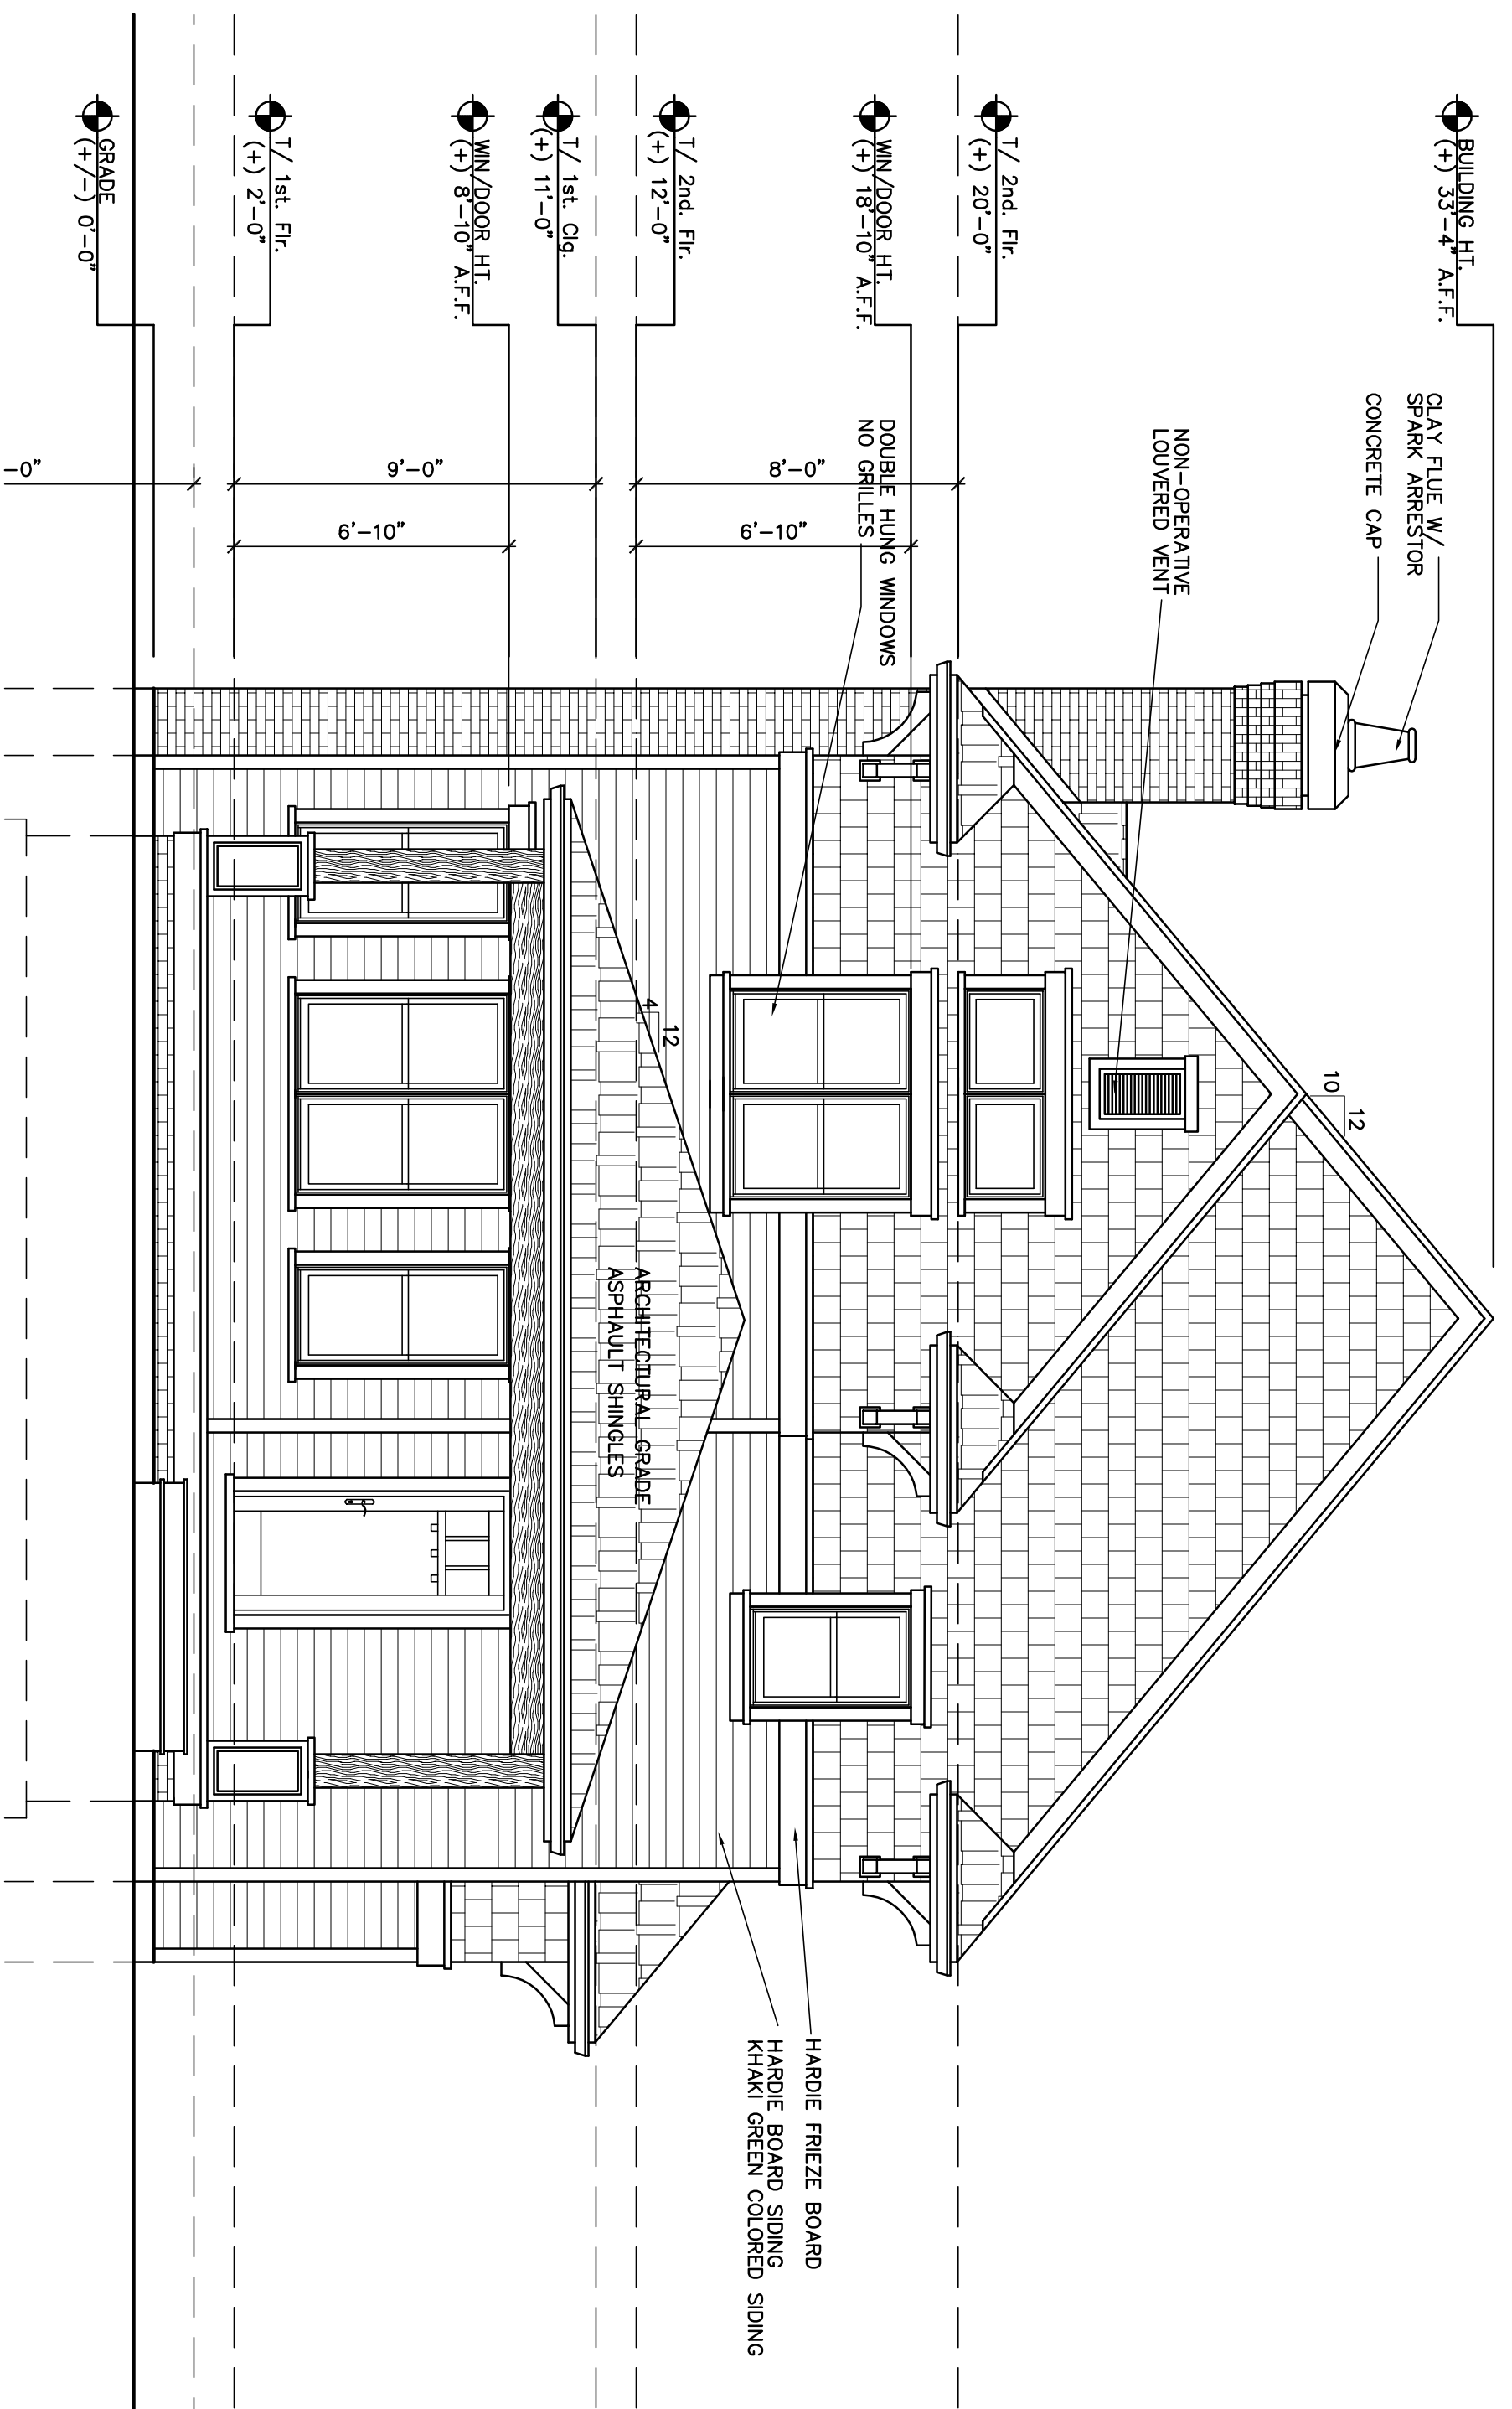 BUILDING HT.
(+) 33'-4" A.F.F.
T/ 2nd. Flr.
(+) 20'-0"
WIN/DOOR HT.
(+) 18'-10" A.F.F.
T/ 2nd. Flr.
(+) 12'-0"
T/ 1st. Clg.
(+) 11'-0"
WIN/DOOR HT.
(+) 8'-10" A.F.F.
T/ 1st. Flr.
(+) 2'-0"
GRADE
(+/-) 0'-0"
CLAY FLUE W/
SPARK ARRESTOR
CONCRETE CAP
NON-OPERATIVE
LOUVERED VENT
DOUBLE HUNG WINDOWS
NO GRILLES
8'-0"
6'-10"
9'-0"
6'-10"
-0"
12
10
12
4
ARCHITECTURAL GRADE
ASPHAULT SHINGLES
HARDIE FRIEZE BOARD
HARDIE BOARD SIDING
KHAKI GREEN COLORED SIDING